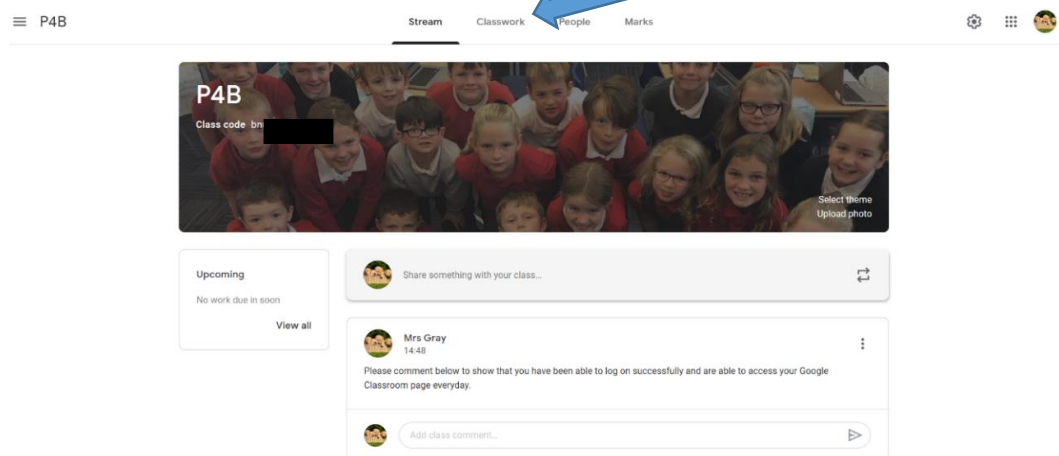 P4B
Stream Classwork People Marks
P4B
Class code bn
Select theme
Upload photo
Upcoming
No work due in soon
View all
Share something with your class...
Mrs Gray
14:48
Please comment below to show that you have been able to log on successfully and are able to access your Google
Classroom page everyday.
Add class comment...